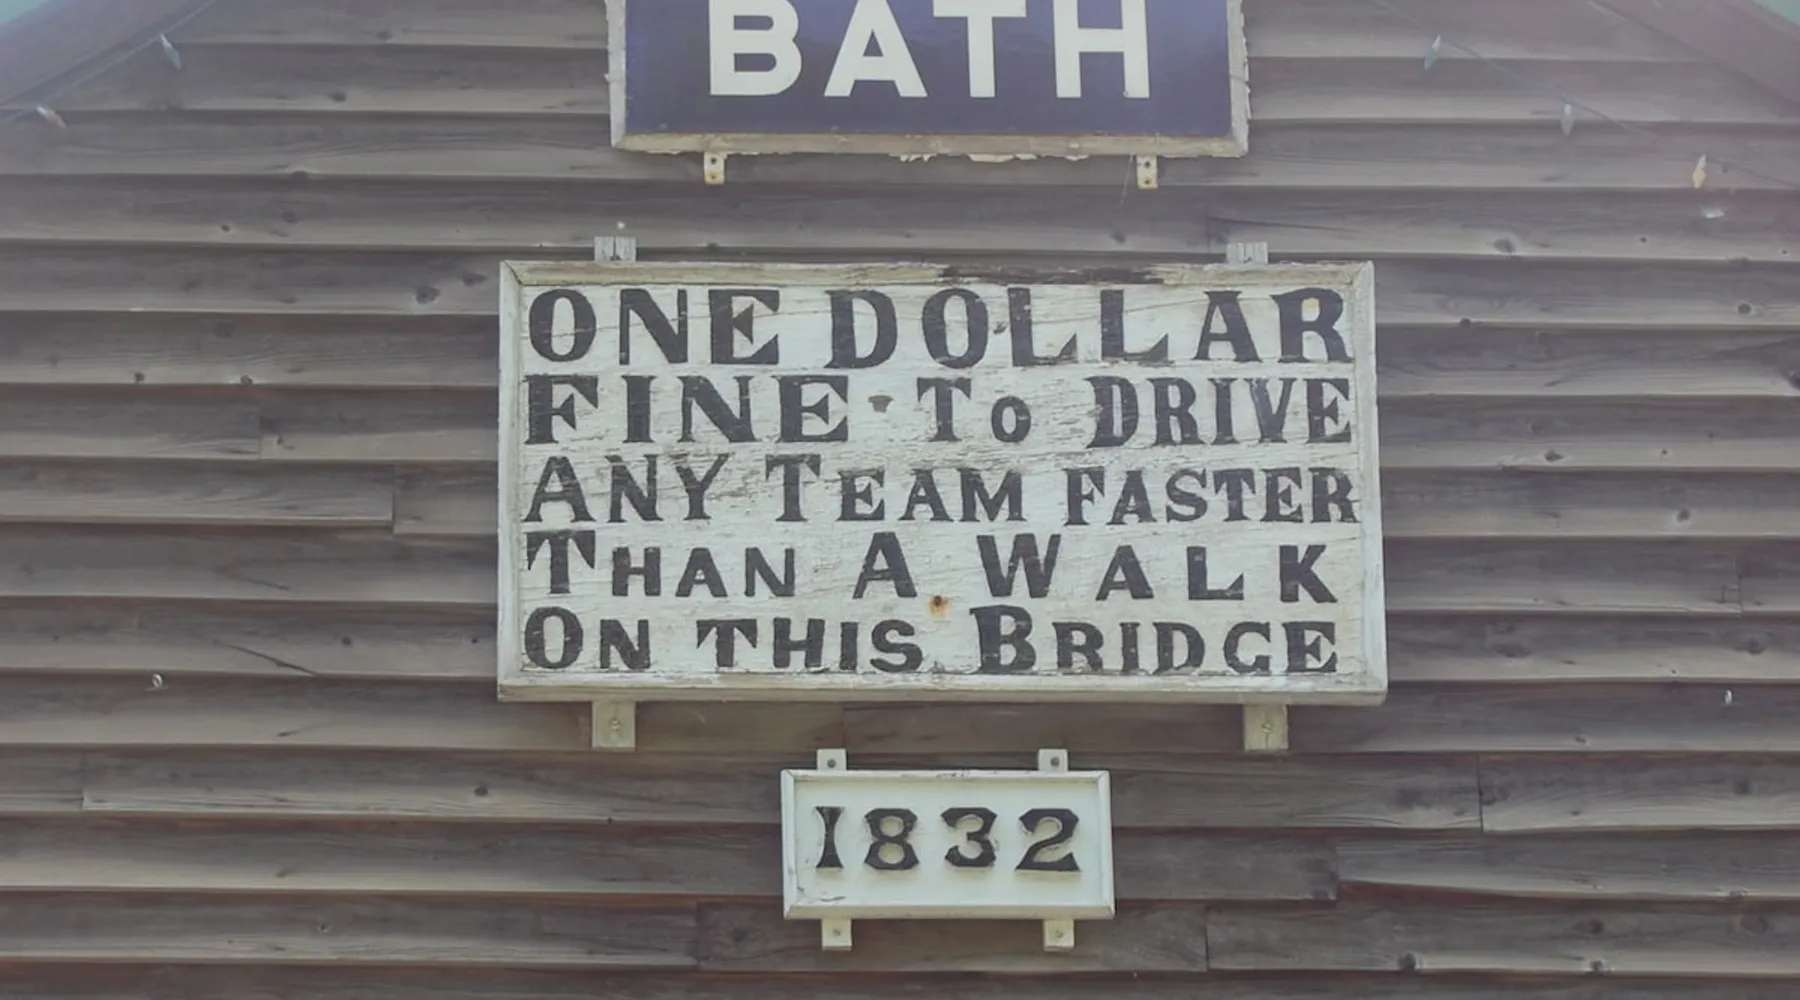 BATH
ONE DOLLAR
FINE TO DRIVE
ANY TEAM FASTER
THAN A WALK
ON THIS BRIDGE
1832